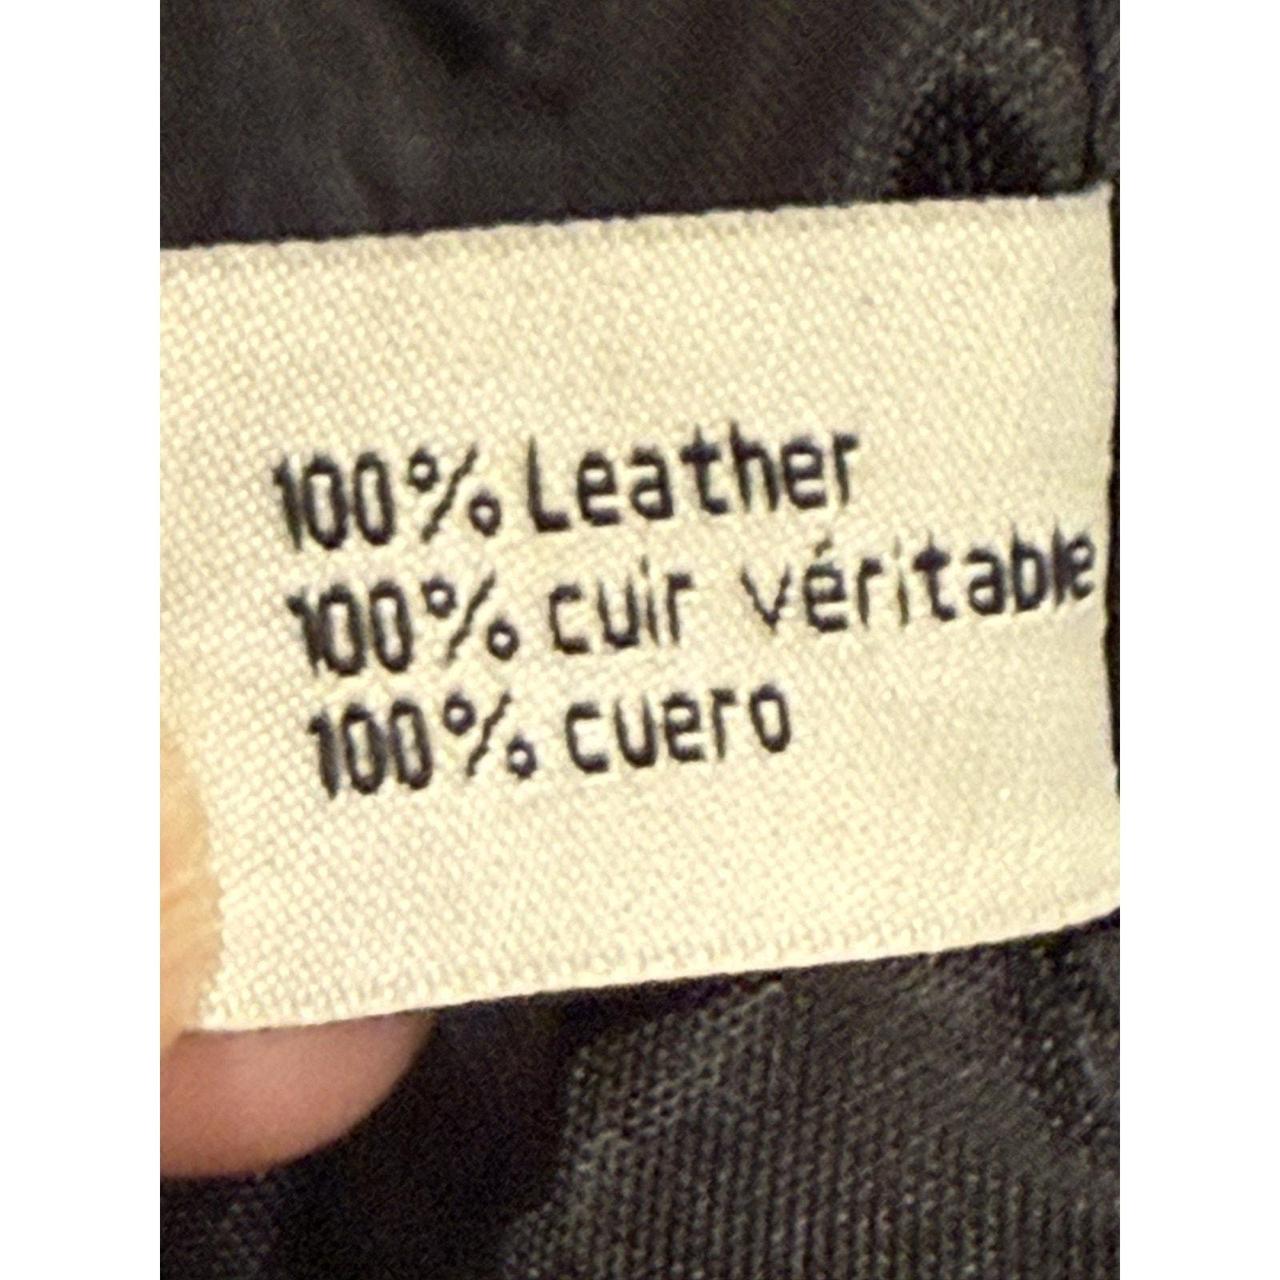 100% Leather
100% cuir véritable
100% cuero